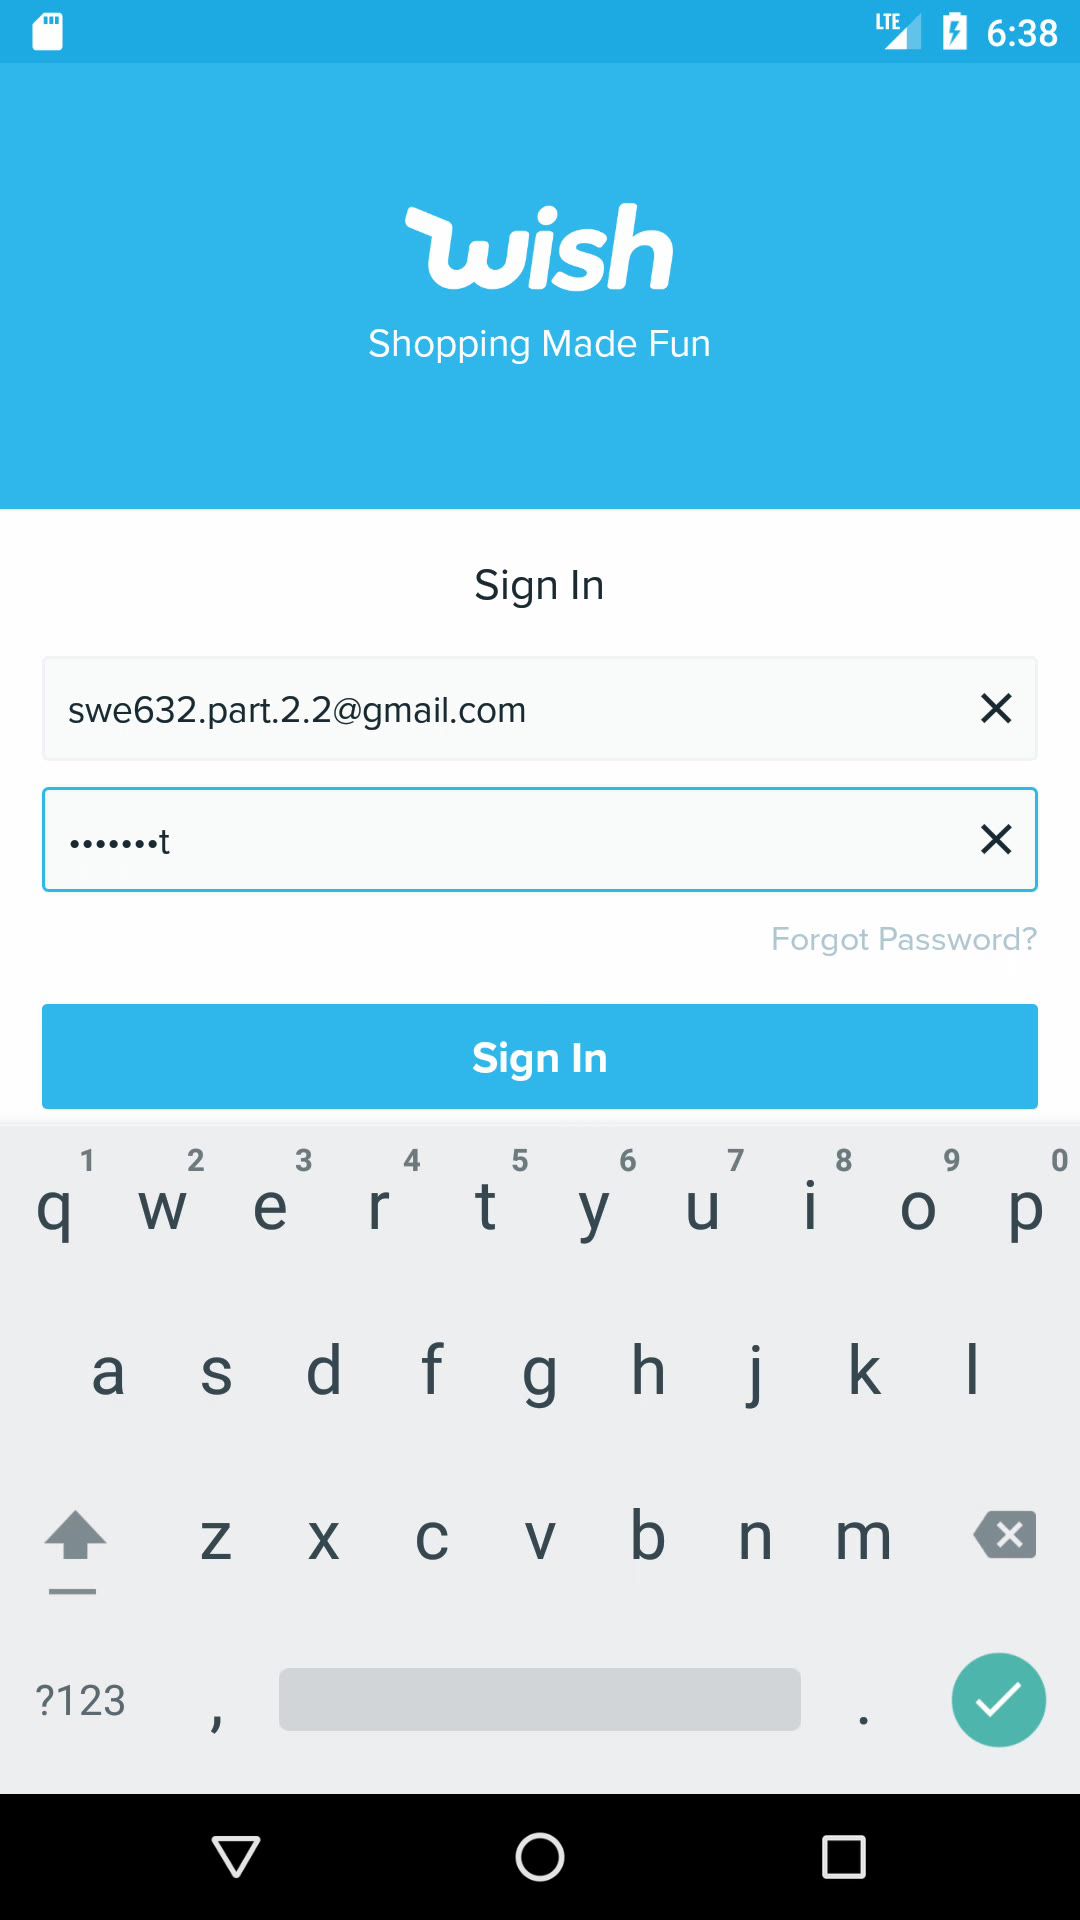 LTE 6:38
wish
Shopping Made Fun
Sign In
swe632.part.2.2@gmail.com
•••••••t
Forgot Password?
Sign In
1 2 3 4 5 6 7 8 9 0
q w e r t y u i o p
a s d f g h j k l
z x c v b n m
?123 , .